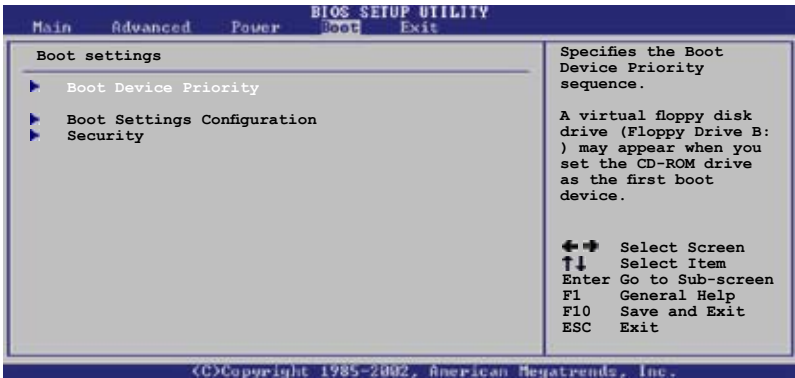 BIOS SETUP UTILITY
Main Advanced Power Boot Exit
Boot settings
Boot Device Priority
Boot Settings Configuration
Security
Specifies the Boot
Device Priority
sequence.
A virtual floppy disk
drive (Floppy Drive B:
) may appear when you
set the CD-ROM drive
as the first boot
device.
Select Screen
↑↓ Select Item
Enter Go to Sub-screen
F1 General Help
F10 Save and Exit
ESC Exit
(C)Copyright 1985-2002, American Megatrends, Inc.